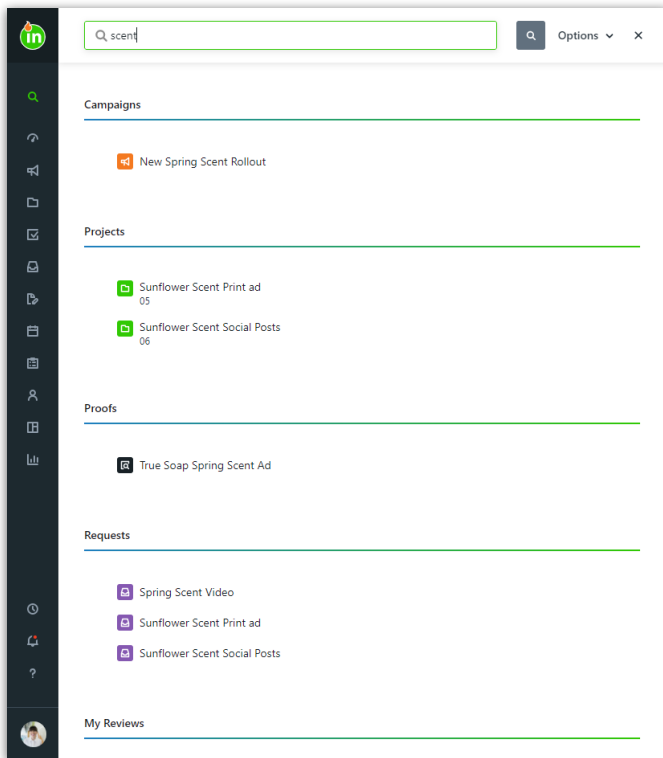 in
scent
Options
Campaigns
New Spring Scent Rollout
Projects
Sunflower Scent Print ad
05
Sunflower Scent Social Posts
06
Proofs
True Soap Spring Scent Ad
Requests
Spring Scent Video
Sunflower Scent Print ad
Sunflower Scent Social Posts
?
My Reviews